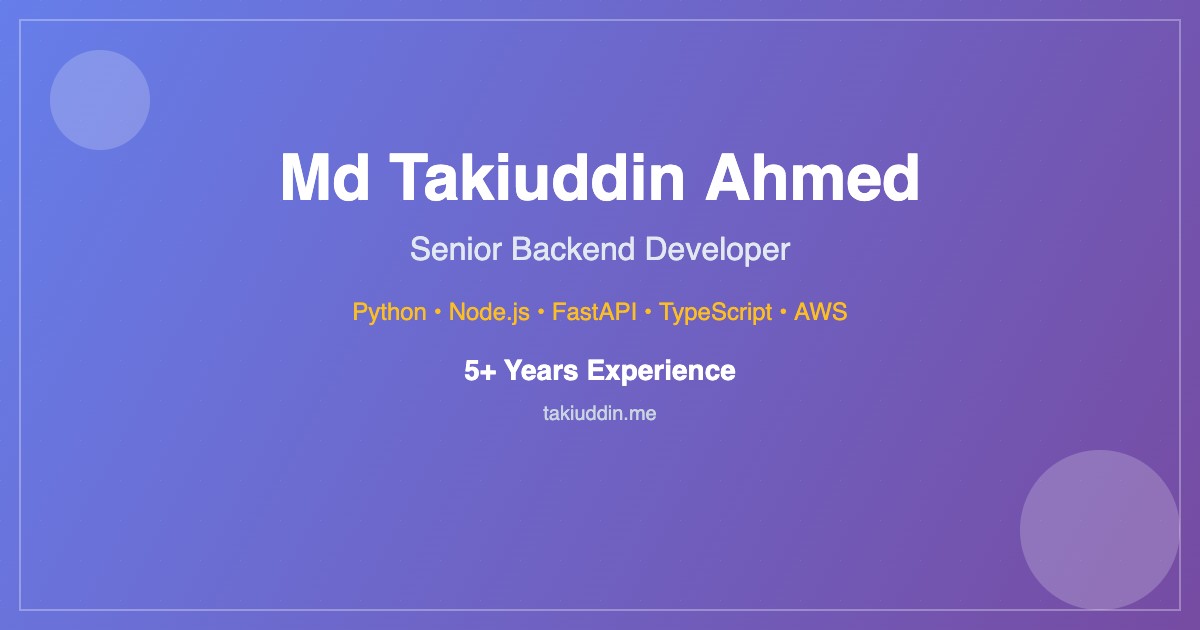 Md Takiuddin Ahmed
Senior Backend Developer
Python • Node.js • FastAPI • TypeScript • AWS
5+ Years Experience
takiuddin.me